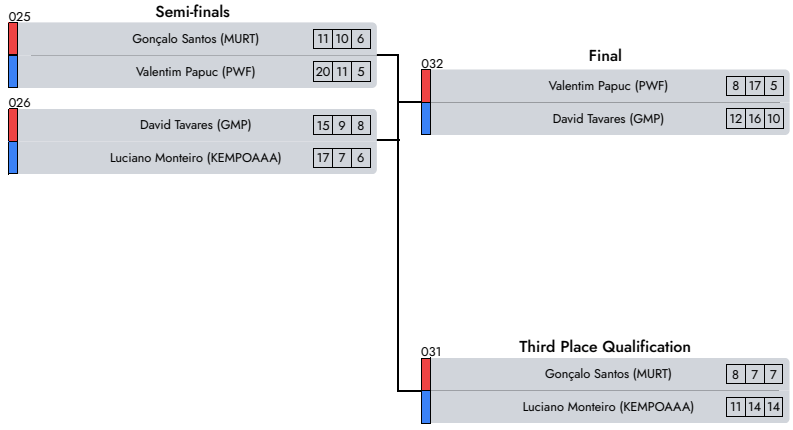 Semi-finals
025
Gonçalo Santos (MURT) 11 10 6
Valentim Papuc (PWF) 20 11 5
026
David Tavares (GMP) 15 9 8
Luciano Monteiro (KEMPOAAA) 17 7 6
Final
032
Valentim Papuc (PWF) 8 17 5
David Tavares (GMP) 12 16 10
Third Place Qualification
031
Gonçalo Santos (MURT) 8 7 7
Luciano Monteiro (KEMPOAAA) 11 14 14